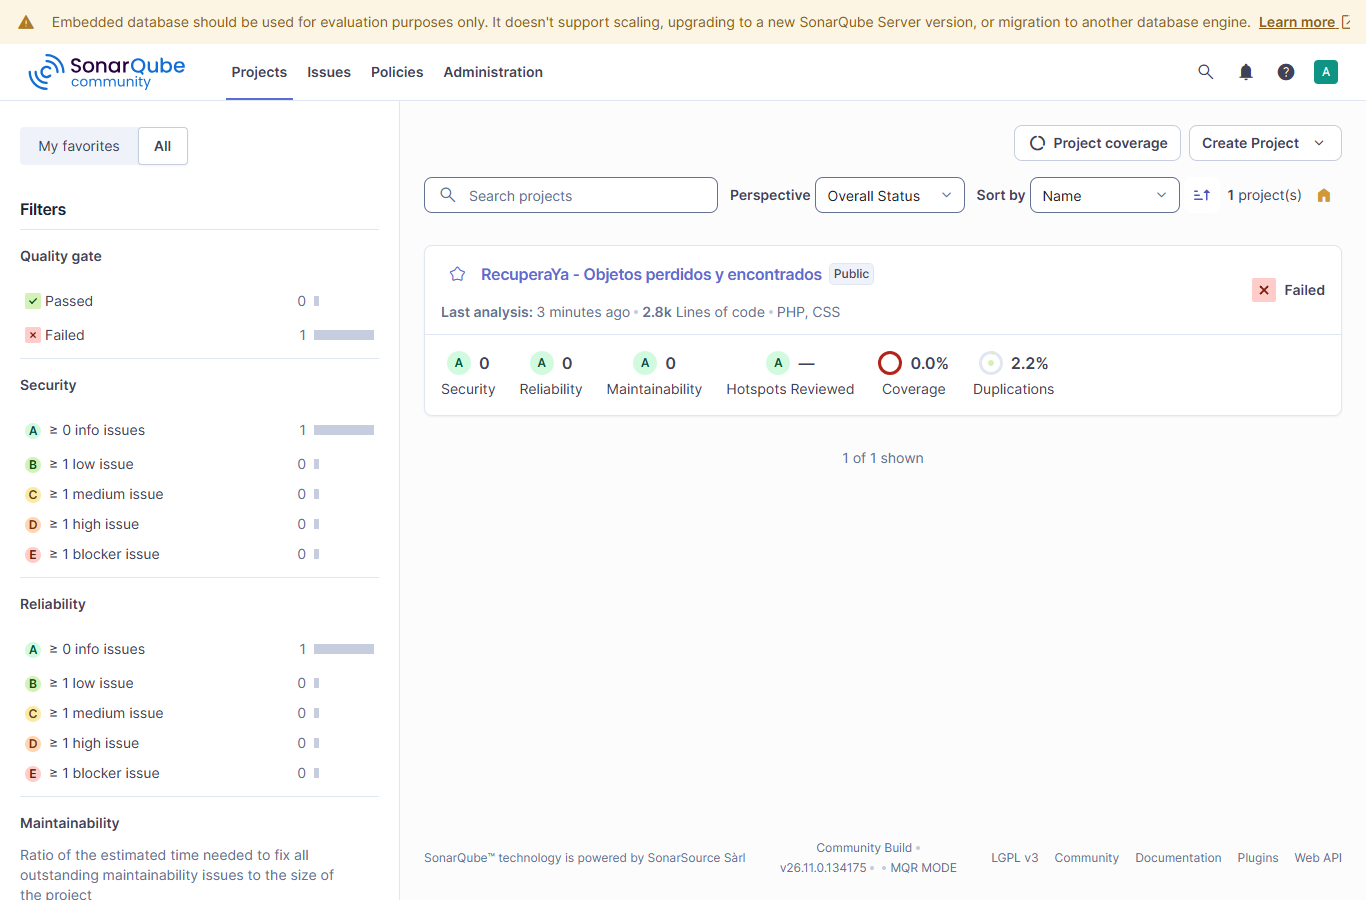 Embedded database should be used for evaluation purposes only. It doesn't support scaling, upgrading to a new SonarQube Server version, or migration to another database engine. Learn more
SonarQube community
Projects Issues Policies Administration
A
My favorites All
Project coverage Create Project
Search projects Perspective Overall Status Sort by Name 1 project(s)
Filters
Quality gate
Passed 0
Failed 1
Security
A ≥ 0 info issues 1
B ≥ 1 low issue 0
C ≥ 1 medium issue 0
D ≥ 1 high issue 0
E ≥ 1 blocker issue 0
Reliability
A ≥ 0 info issues 1
B ≥ 1 low issue 0
C ≥ 1 medium issue 0
D ≥ 1 high issue 0
E ≥ 1 blocker issue 0
Maintainability
Ratio of the estimated time needed to fix all
outstanding maintainability issues to the size of
the project
RecuperaYa - Objetos perdidos y encontrados Public
Failed
Last analysis: 3 minutes ago • 2.8k Lines of code • PHP, CSS
A 0 A 0 A 0 A — 0.0% 2.2%
Security Reliability Maintainability Hotspots Reviewed Coverage Duplications
1 of 1 shown
SonarQube™ technology is powered by SonarSource Sàrl
Community Build •
v26.11.0.134175 • • MQR MODE
LGPL v3 Community Documentation Plugins Web API